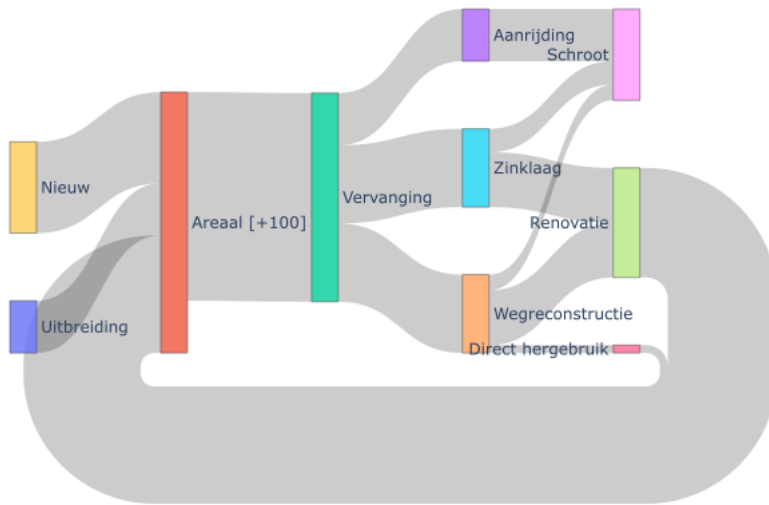 Aanrijding
Schroot
Zinklaag
Nieuw
Vervanging
Areaal [+100]
Renovatie
Wegreconstructie
Uitbreiding
Direct hergebruik